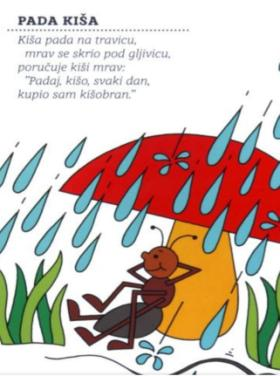 PADA KIŠA
Kiša pada na travicu,
mrav se skrio pod gljivicu,
poručuje kiši mrav:
"Padaj, kišo, svaki dan,
kupio sam kišobran."